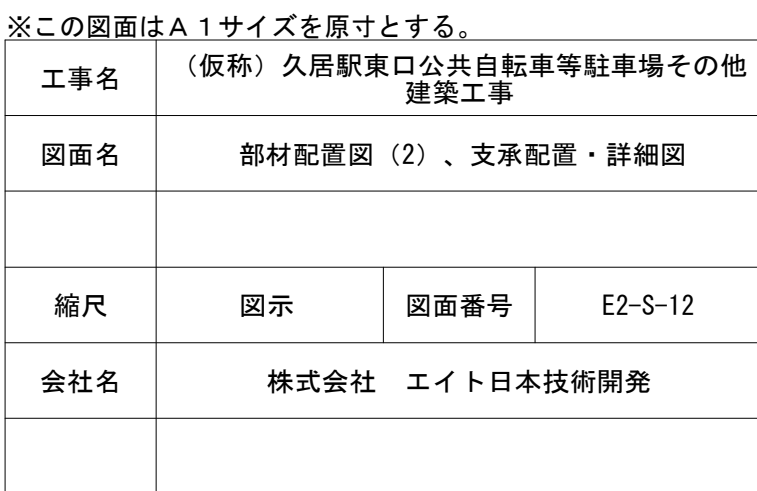 ※この図面はＡ１サイズを原寸とする。
工事名
（仮称）久居駅東口公共自転車等駐車場その他
建築工事
図面名
部材配置図（2）、支承配置・詳細図
縮尺
図示
図面番号
E2-S-12
会社名
株式会社　エイト日本技術開発